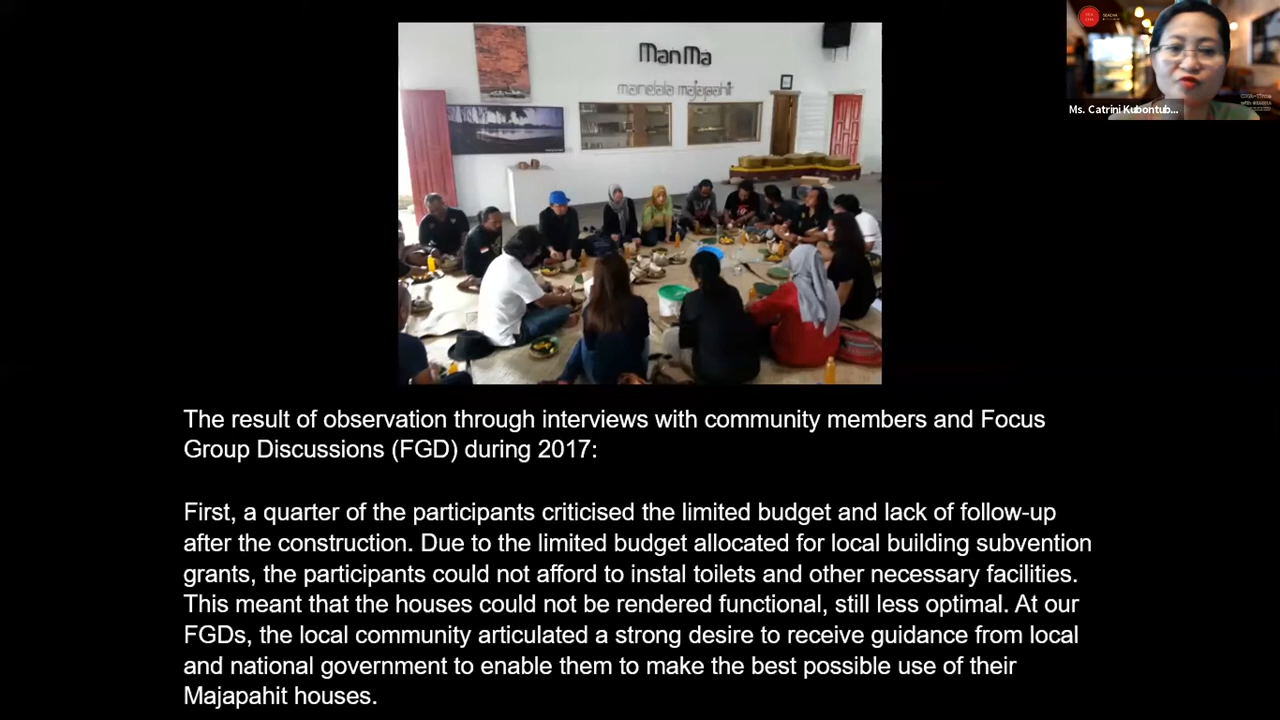 ManMa
mandala majapahit
Ms. Catrini Kubontub...
The result of observation through interviews with community members and Focus
Group Discussions (FGD) during 2017:
First, a quarter of the participants criticised the limited budget and lack of follow-up
after the construction. Due to the limited budget allocated for local building subvention
grants, the participants could not afford to instal toilets and other necessary facilities.
This meant that the houses could not be rendered functional, still less optimal. At our
FGDs, the local community articulated a strong desire to receive guidance from local
and national government to enable them to make the best possible use of their
Majapahit houses.